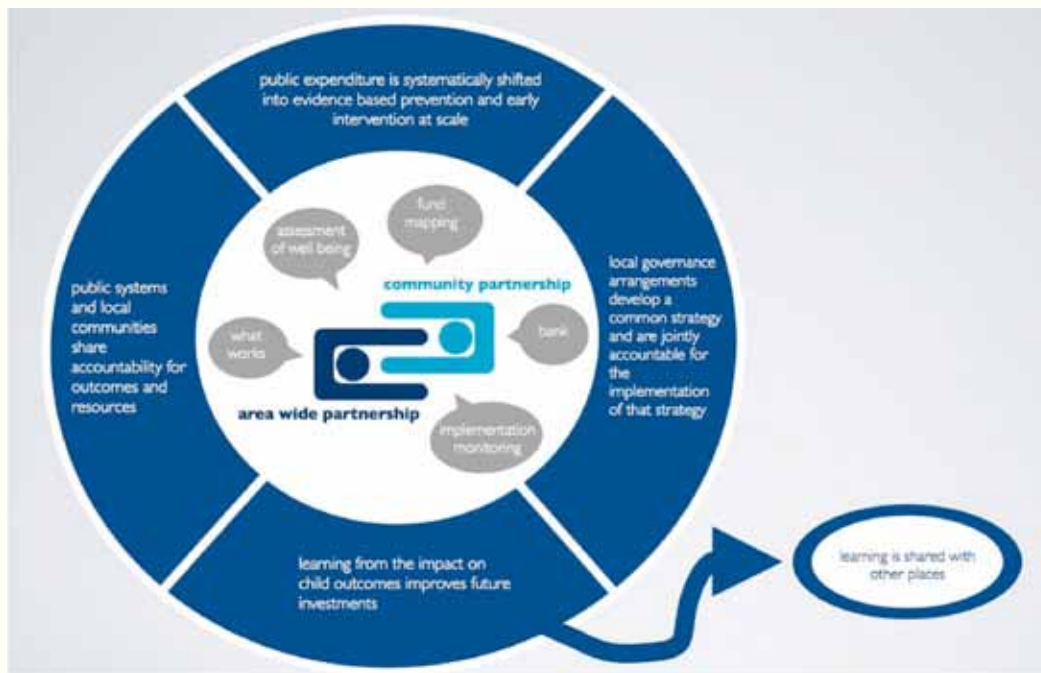 public expenditure is systematically shifted
into evidence based prevention and early
intervention at scale
fund
mapping
assessment
of well being
community partnership
local governance
arrangements
develop a
common strategy
and are jointly
accountable for
the
implementation
of that strategy
public systems
and local
communities
share
accountability for
outcomes and
resources
what
works
bank
area wide partnership
implementation
monitoring
learning from the impact on
child outcomes improves future
investments
learning is shared with
other places